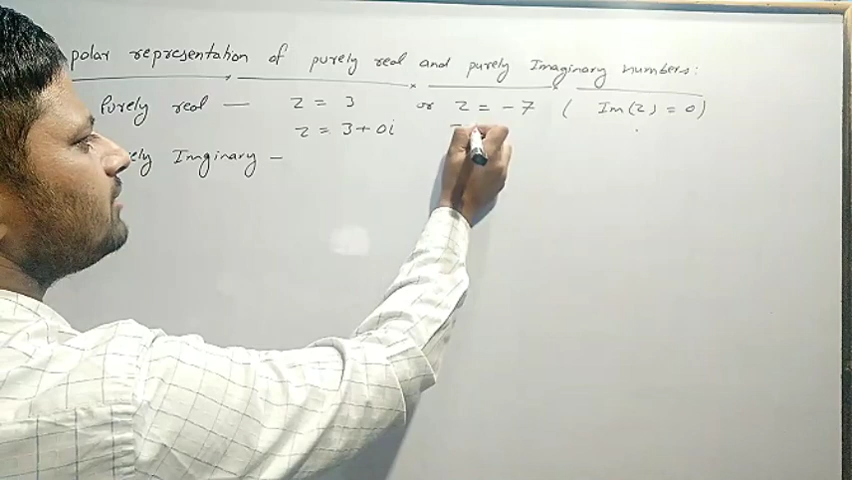 polar representation of purely real and purely Imaginary numbers:
Purely real — z = 3 or z = -7 ( Im(z) = 0 )
z = 3 + 0i
Imginary —